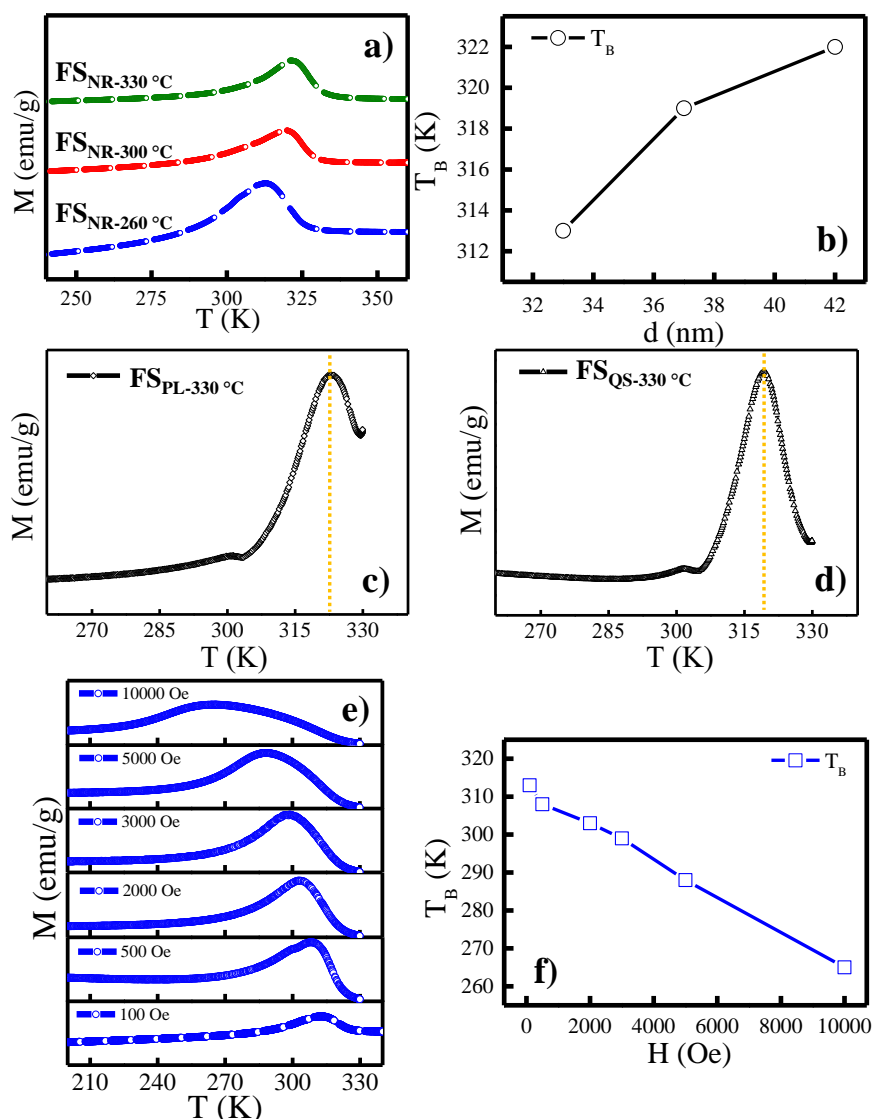 a)
FS_NR-330 °C
FS_NR-300 °C
FS_NR-260 °C
M (emu/g)
250 275 300 325 350
T (K)
T_B
322
320
318
316
314
312
T_B (K)
b)
32 34 36 38 40 42
d (nm)
FS_PL-330 °C
M (emu/g)
c)
270 285 300 315 330
T (K)
FS_QS-330 °C
M (emu/g)
d)
270 285 300 315 330
T (K)
e)
10000 Oe
5000 Oe
3000 Oe
2000 Oe
500 Oe
100 Oe
M (emu/g)
210 240 270 300 330
T (K)
T_B
320
310
300
290
280
270
260
T_B (K)
f)
0 2000 4000 6000 8000 10000
H (Oe)